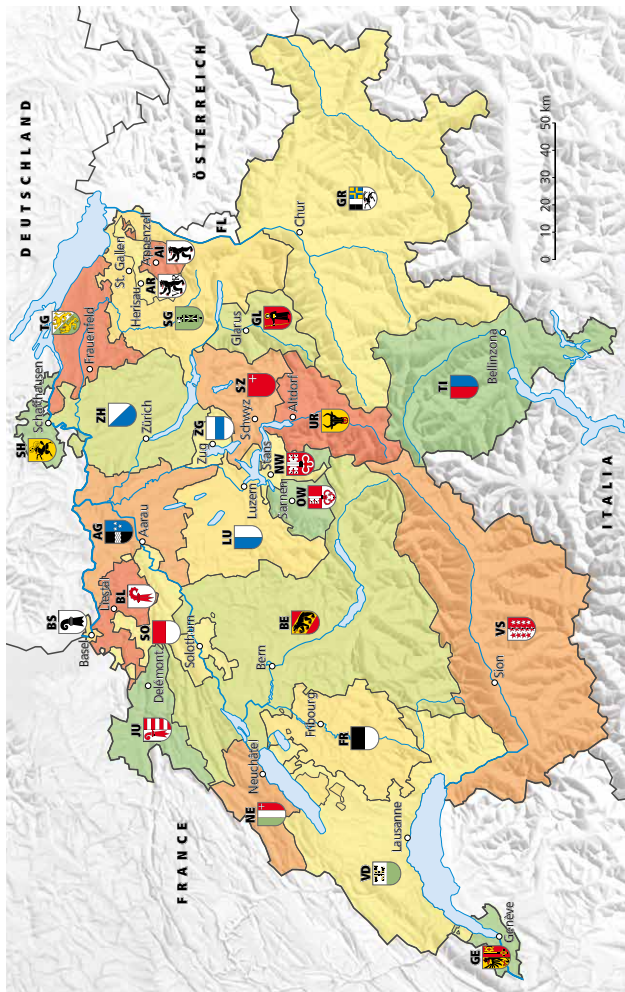 DEUTSCHLAND
ÖSTERREICH
FRANCE
ITALIA
FL
SH
Schaffhausen
TG
Frauenfeld
BS
Basel
BL
Liestal
AG
Aarau
ZH
Zürich
St. Gallen
Herisau
AR
AI
Appenzell
SG
JU
Delémont
SO
Solothurn
LU
Luzern
ZG
Zug
SZ
Schwyz
GL
Glarus
NE
Neuchâtel
BE
Bern
OW
Sarnen
NW
Stans
UR
Altdorf
GR
Chur
FR
Fribourg
VD
Lausanne
GE
Genève
VS
Sion
TI
Bellinzona
0 10 20 30 40 50 km